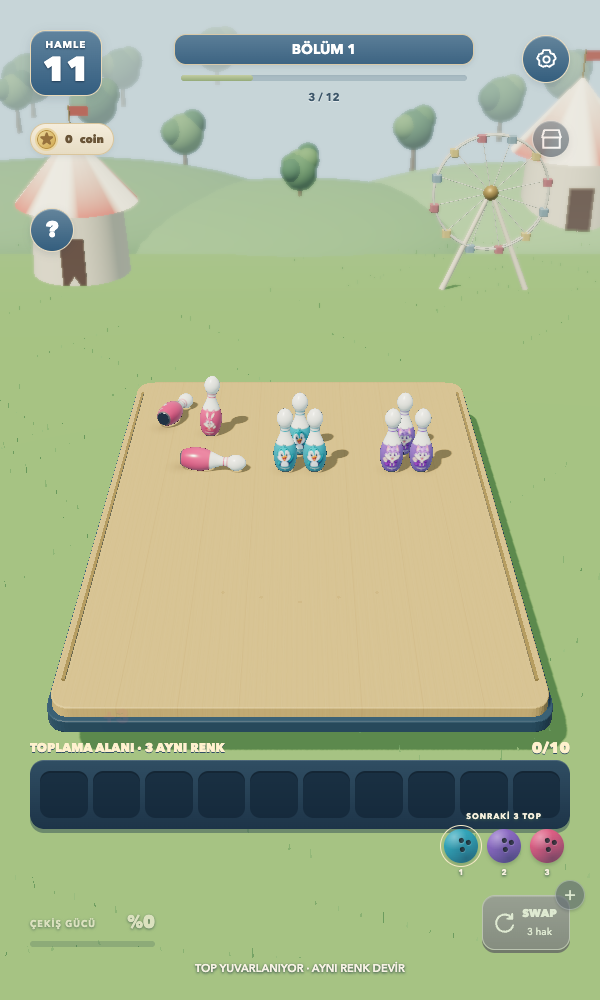 HAMLE
11
BÖLÜM 1
3 / 12
0 coin
?
TOPLAMA ALANI · 3 AYNI RENK
0/10
SONRAKİ 3 TOP
1 2 3
ÇEKİŞ GÜCÜ %0
+
SWAP
3 hak
TOP YUVARLANIYOR · AYNI RENK DEVİR